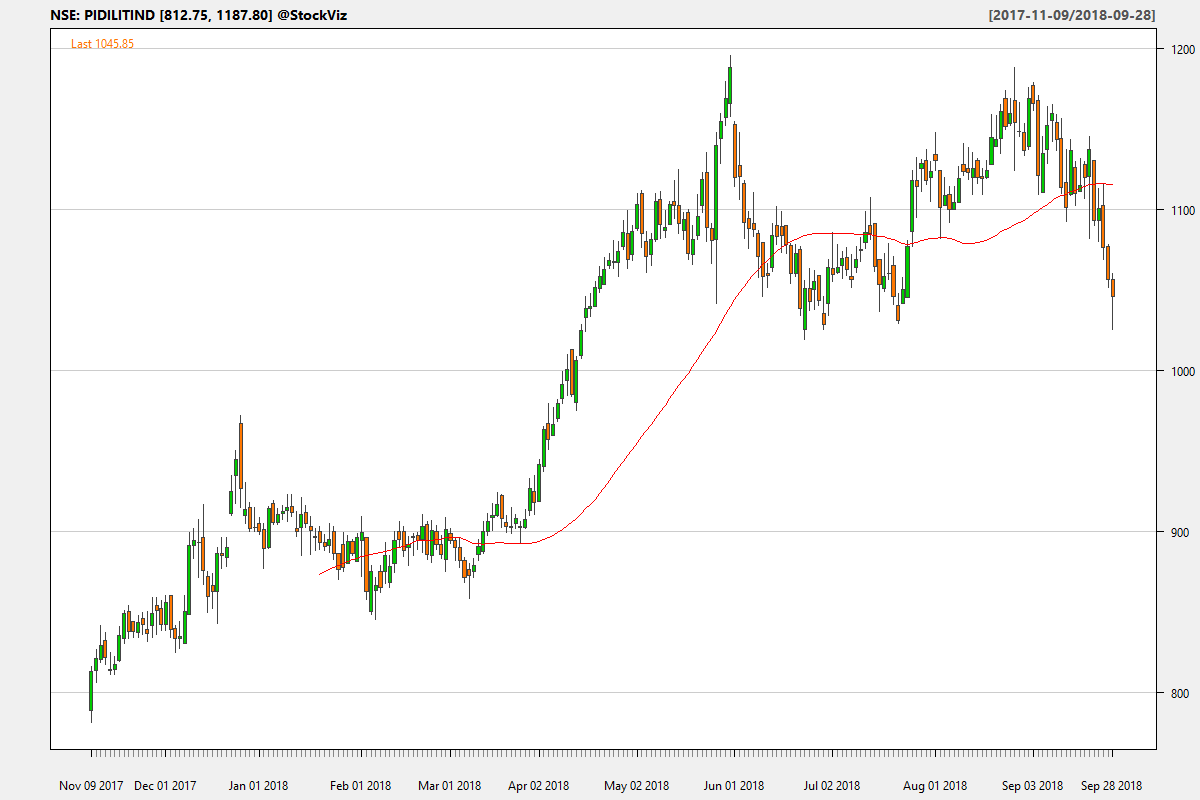 NSE: PIDILITIND [812.75, 1187.80] @StockViz
[2017-11-09/2018-09-28]
Last 1045.85
1200
1100
1000
900
800
Nov 09 2017 Dec 01 2017 Jan 01 2018 Feb 01 2018 Mar 01 2018 Apr 02 2018 May 02 2018 Jun 01 2018 Jul 02 2018 Aug 01 2018 Sep 03 2018 Sep 28 2018